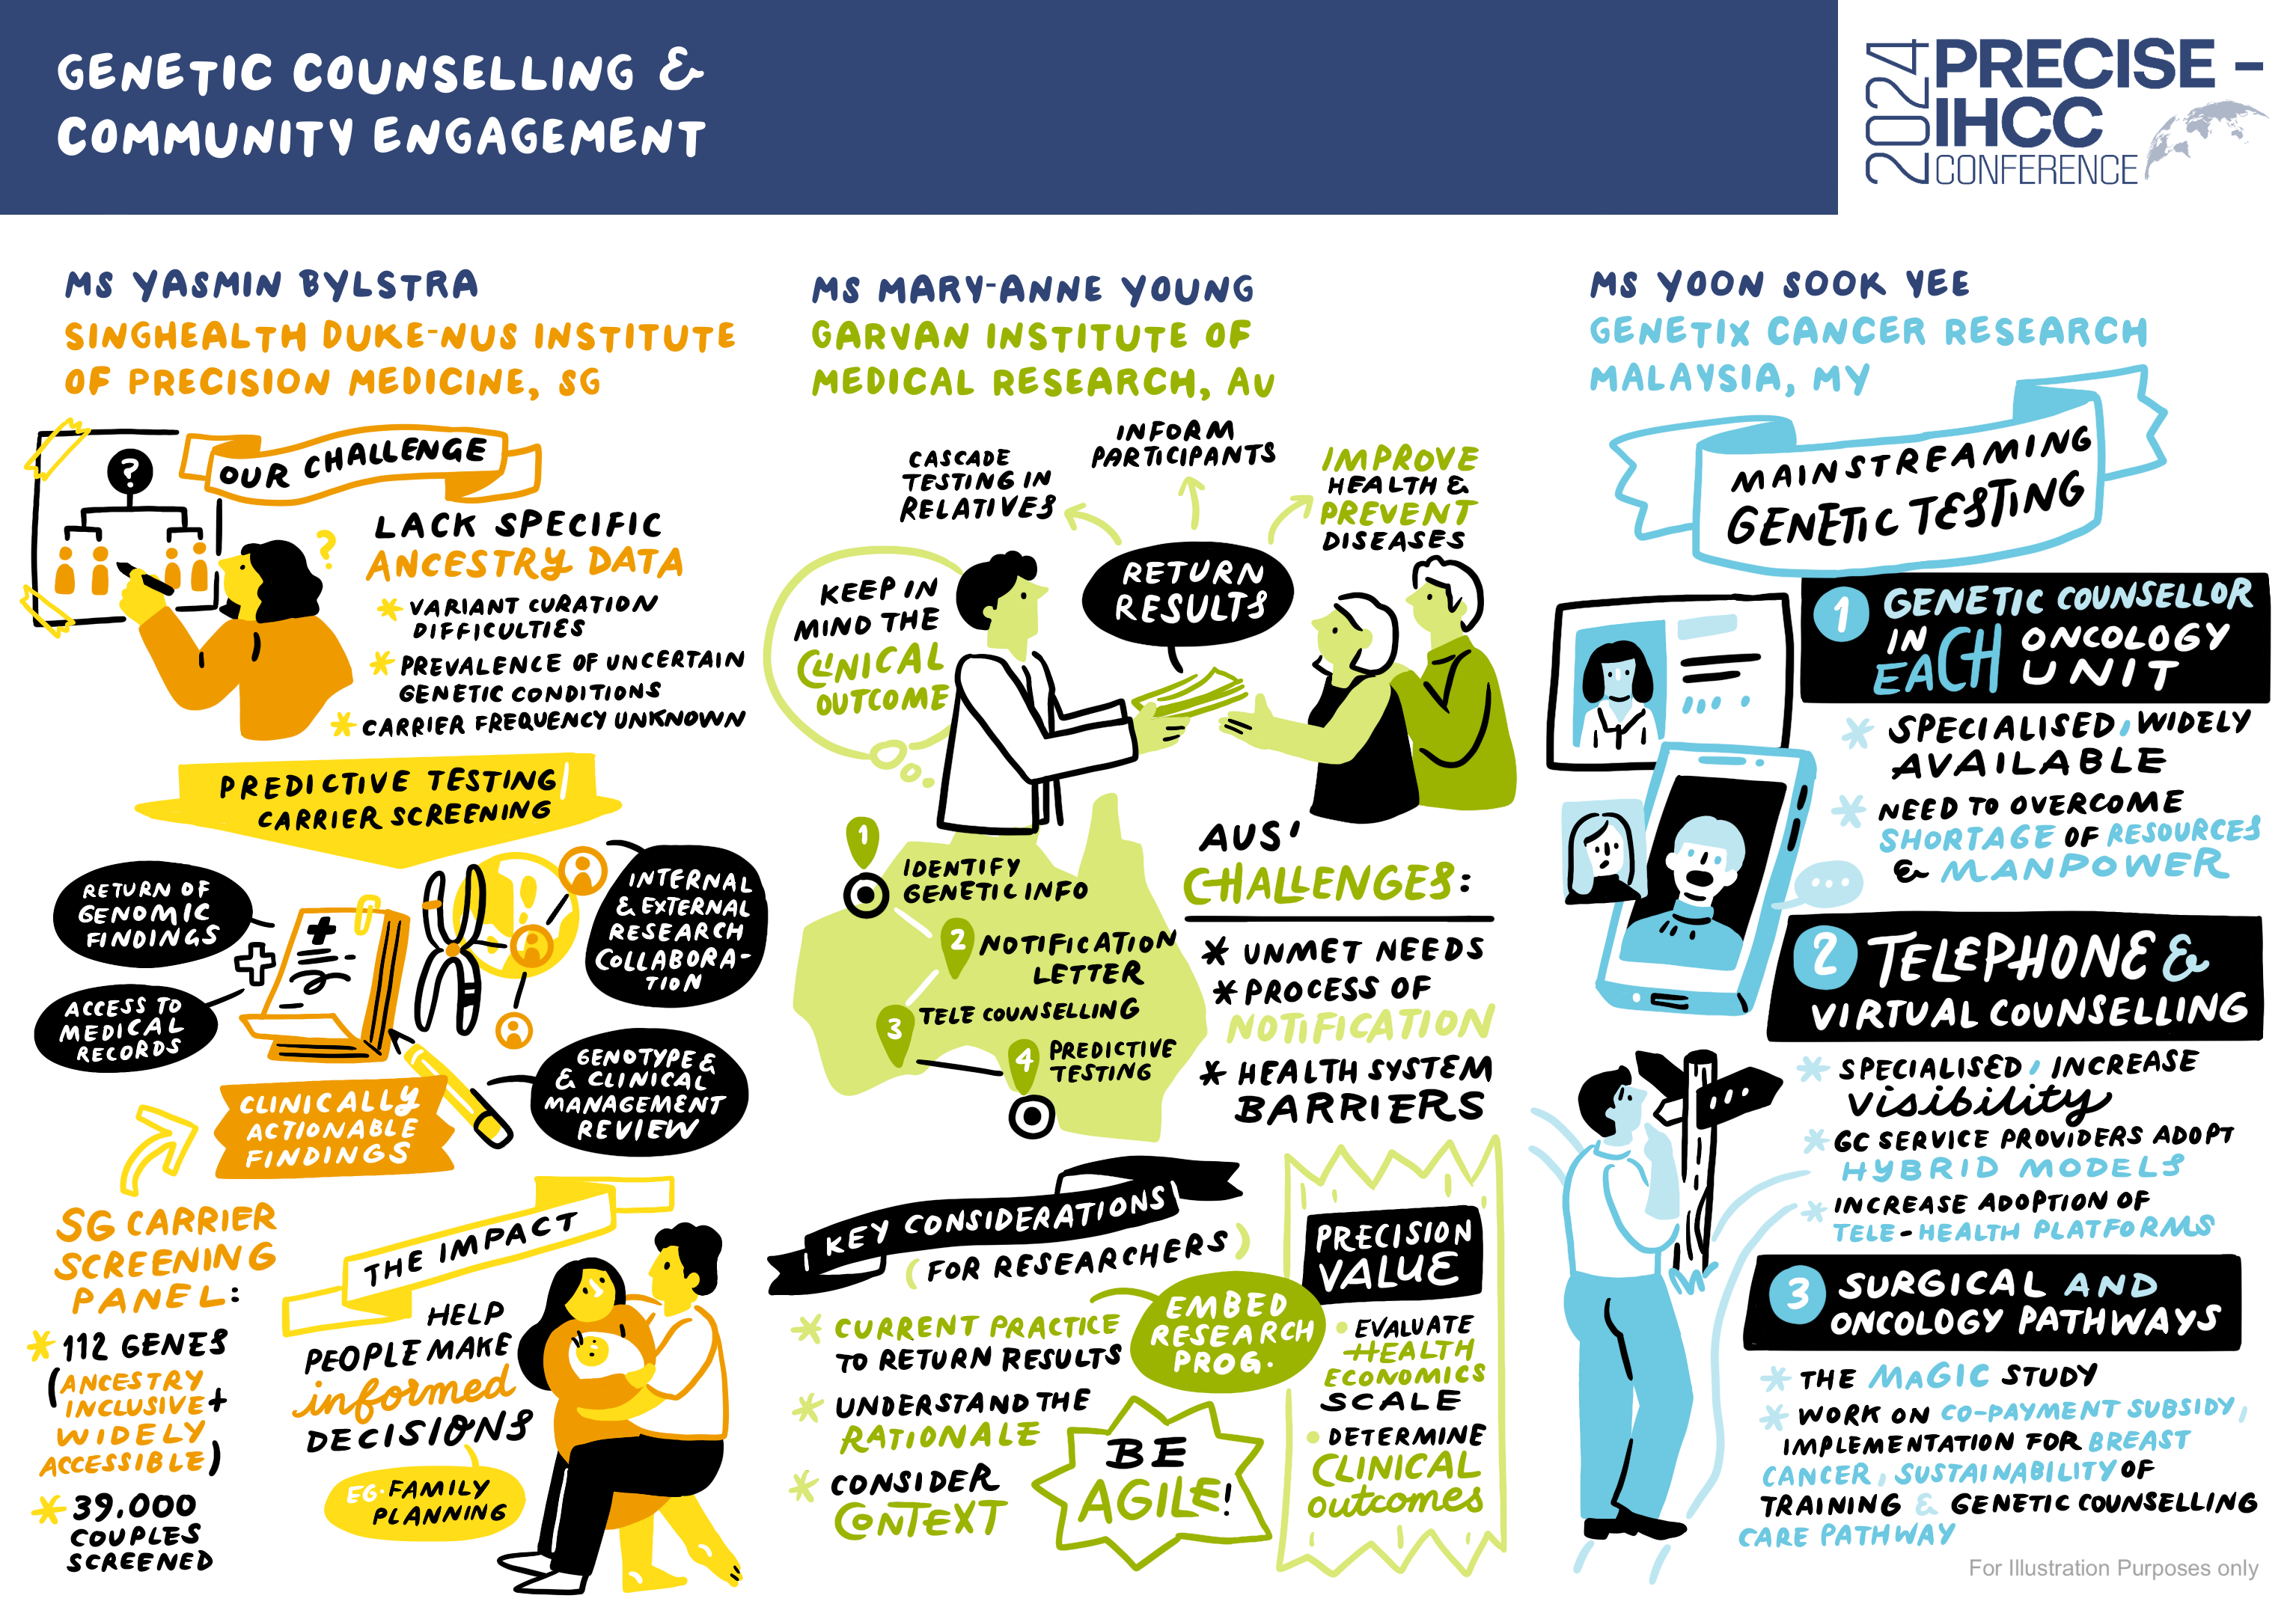 GENETIC COUNSELLING &
COMMUNITY ENGAGEMENT
2024
PRECISE –
IHCC
CONFERENCE
MS YASMIN BYLSTRA
SINGHEALTH DUKE-NUS INSTITUTE
OF PRECISION MEDICINE, SG
OUR CHALLENGE
?
?
LACK SPECIFIC
ANCESTRY DATA
* VARIANT CURATION
DIFFICULTIES
* PREVALENCE OF UNCERTAIN
GENETIC CONDITIONS
* CARRIER FREQUENCY UNKNOWN
PREDICTIVE TESTING/
CARRIER SCREENING
RETURN OF
GENOMIC
FINDINGS
ACCESS TO
MEDICAL
RECORDS
INTERNAL
& EXTERNAL
RESEARCH
COLLABORA-
TION
GENOTYPE &
& CLINICAL
MANAGEMENT
REVIEW
CLINICALLY
ACTIONABLE
FINDINGS
SG CARRIER
SCREENING
PANEL:
* 112 GENES
(ANCESTRY
INCLUSIVE +
WIDELY
ACCESSIBLE)
* 39,000
COUPLES
SCREENED
THE IMPACT
HELP
PEOPLE MAKE
informed
DECISIONS
EG. FAMILY
PLANNING
MS MARY-ANNE YOUNG
GARVAN INSTITUTE OF
MEDICAL RESEARCH, AU
CASCADE
TESTING IN
RELATIVES
INFORM
PARTICIPANTS
IMPROVE
HEALTH &
PREVENT
DISEASES
RETURN
RESULTS
KEEP IN
MIND THE
CLINICAL
OUTCOME
1
IDENTIFY
GENETIC INFO
2
NOTIFICATION
LETTER
3
TELE COUNSELLING
4
PREDICTIVE
TESTING
AUS'
CHALLENGES:
* UNMET NEEDS
* PROCESS OF
NOTIFICATION
* HEALTH SYSTEM
BARRIERS
KEY CONSIDERATIONS
(FOR RESEARCHERS)
* CURRENT PRACTICE
TO RETURN RESULTS
* UNDERSTAND THE
RATIONALE
* CONSIDER
CONTEXT
EMBED
RESEARCH
PROG.
BE
AGILE!
PRECISION
VALUE
• EVALUATE
HEALTH
ECONOMICS
SCALE
• DETERMINE
CLINICAL
outcomes
MS YOON SOOK YEE
GENETIX CANCER RESEARCH
MALAYSIA, MY
MAINSTREAMING
GENETIC TESTING
1 GENETIC COUNSELLOR
IN EACH ONCOLOGY
UNIT
* SPECIALISED, WIDELY
AVAILABLE
* NEED TO OVERCOME
SHORTAGE OF RESOURCES
& MANPOWER
2 TELEPHONE &
VIRTUAL COUNSELLING
* SPECIALISED, INCREASE
visibility
* GC SERVICE PROVIDERS ADOPT
HYBRID MODELS
* INCREASE ADOPTION OF
TELE-HEALTH PLATFORMS
3 SURGICAL AND
ONCOLOGY PATHWAYS
* THE MAGIC STUDY
* WORK ON CO-PAYMENT SUBSIDY,
IMPLEMENTATION FOR BREAST
CANCER, SUSTAINABILITY OF
TRAINING & GENETIC COUNSELLING
CARE PATHWAY
For Illustration Purposes only